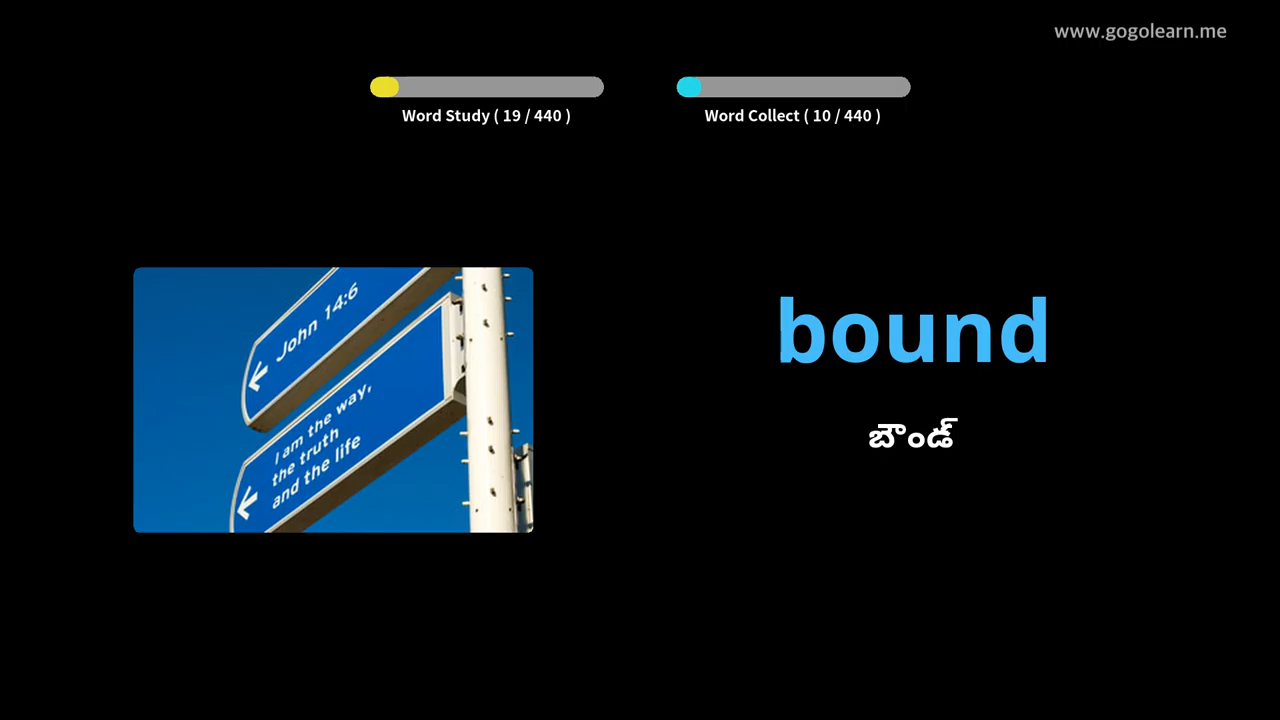 www.gogolearn.me
Word Study ( 19 / 440 )
Word Collect ( 10 / 440 )
John 14:6
I am the way,
the truth
and the life
bound
బౌండ్